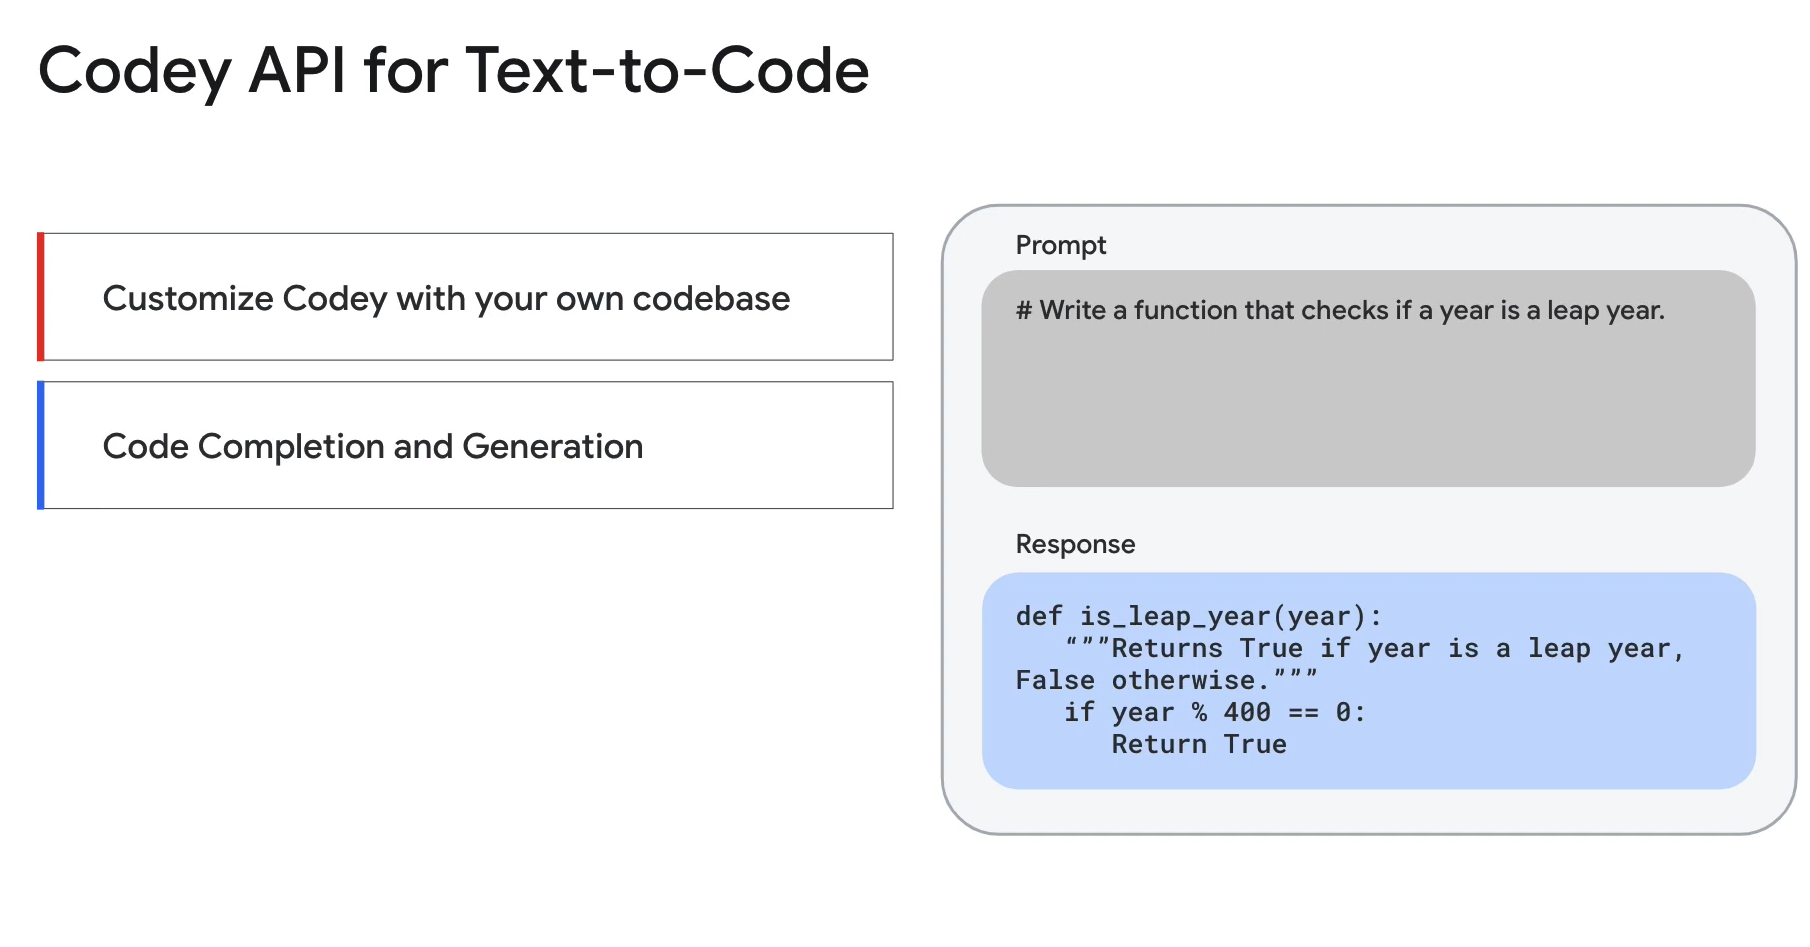 Codey API for Text-to-Code
Customize Codey with your own codebase
Code Completion and Generation
Prompt
# Write a function that checks if a year is a leap year.
Response
def is_leap_year(year):
   “””Returns True if year is a leap year,
False otherwise.”””
   if year % 400 == 0:
      Return True